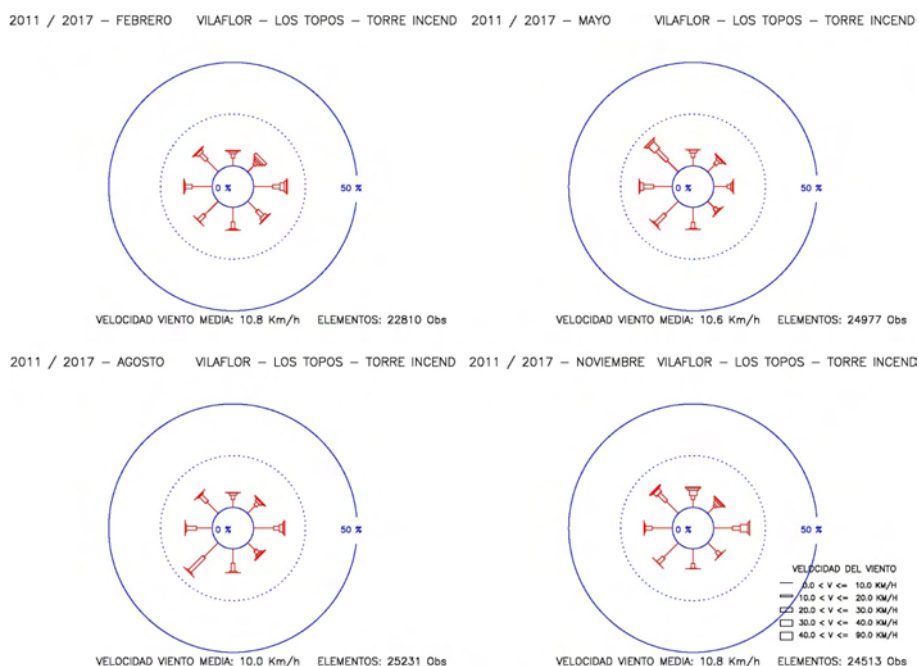 2011 / 2017 – FEBRERO VILAFLOR – LOS TOPOS – TORRE INCEND
2011 / 2017 – MAYO VILAFLOR – LOS TOPOS – TORRE INCEND
0 %
50 %
0 %
50 %
VELOCIDAD VIENTO MEDIA: 10.8 Km/h ELEMENTOS: 22810 Obs
VELOCIDAD VIENTO MEDIA: 10.6 Km/h ELEMENTOS: 24977 Obs
2011 / 2017 – AGOSTO VILAFLOR – LOS TOPOS – TORRE INCEND
2011 / 2017 – NOVIEMBRE VILAFLOR – LOS TOPOS – TORRE INCEND
0 %
50 %
0 %
50 %
VELOCIDAD DEL VIENTO
0.0 < V <= 10.0 KM/H
10.0 < V <= 20.0 KM/H
20.0 < V <= 30.0 KM/H
30.0 < V <= 40.0 KM/H
40.0 < V <= 90.0 KM/H
VELOCIDAD VIENTO MEDIA: 10.0 Km/h ELEMENTOS: 25231 Obs
VELOCIDAD VIENTO MEDIA: 10.8 Km/h ELEMENTOS: 24513 Obs